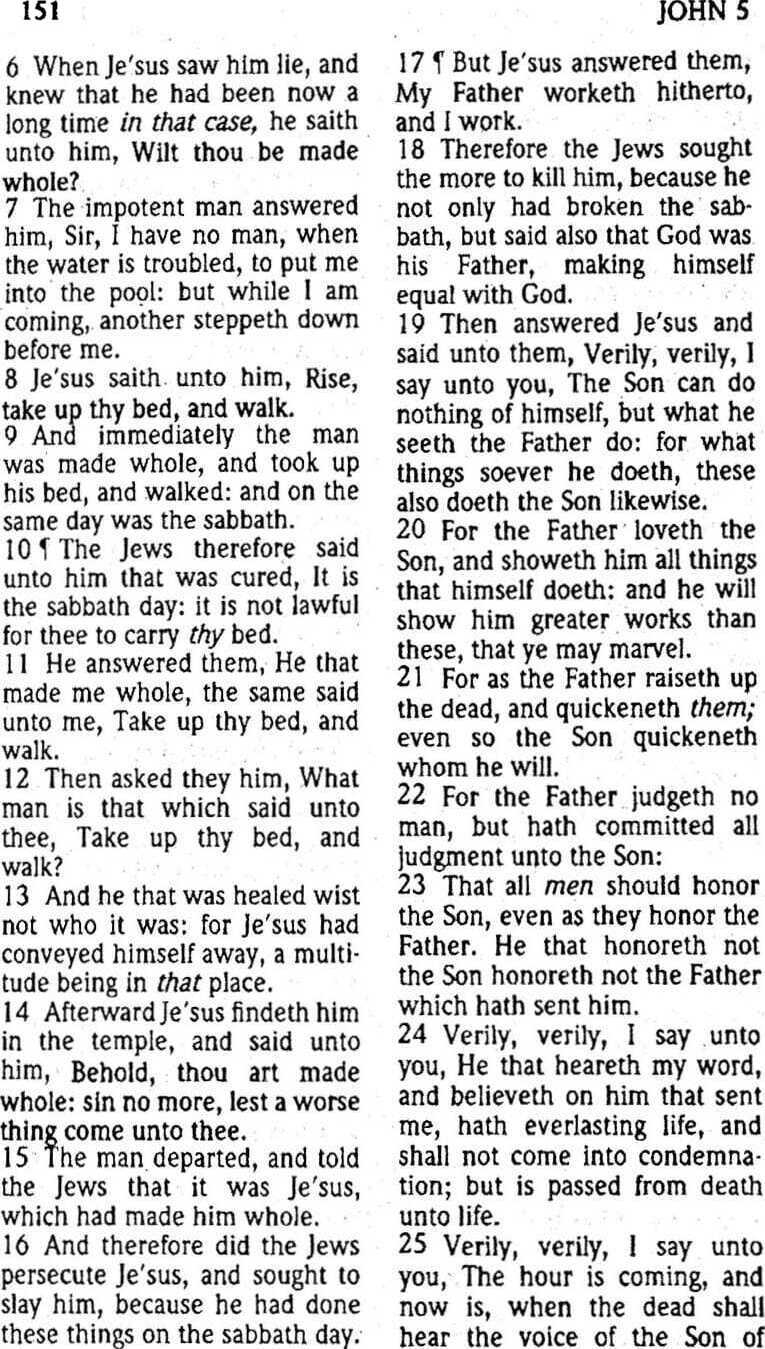 151
JOHN 5
6 When Je′sus saw him lie, and
knew that he had been now a
long time in that case, he saith
unto him, Wilt thou be made
whole?
7 The impotent man answered
him, Sir, I have no man, when
the water is troubled, to put me
into the pool: but while I am
coming, another steppeth down
before me.
8 Je′sus saith unto him, Rise,
take up thy bed, and walk.
9 And immediately the man
was made whole, and took up
his bed, and walked: and on the
same day was the sabbath.
10 ¶ The Jews therefore said
unto him that was cured, It is
the sabbath day: it is not lawful
for thee to carry thy bed.
11 He answered them, He that
made me whole, the same said
unto me, Take up thy bed, and
walk.
12 Then asked they him, What
man is that which said unto
thee, Take up thy bed, and
walk?
13 And he that was healed wist
not who it was: for Je′sus had
conveyed himself away, a multi-
tude being in that place.
14 Afterward Je′sus findeth him
in the temple, and said unto
him, Behold, thou art made
whole: sin no more, lest a worse
thing come unto thee.
15 The man departed, and told
the Jews that it was Je′sus,
which had made him whole.
16 And therefore did the Jews
persecute Je′sus, and sought to
slay him, because he had done
these things on the sabbath day.
17 ¶ But Je′sus answered them,
My Father worketh hitherto,
and I work.
18 Therefore the Jews sought
the more to kill him, because he
not only had broken the sab-
bath, but said also that God was
his Father, making himself
equal with God.
19 Then answered Je′sus and
said unto them, Verily, verily, I
say unto you, The Son can do
nothing of himself, but what he
seeth the Father do: for what
things soever he doeth, these
also doeth the Son likewise.
20 For the Father loveth the
Son, and showeth him all things
that himself doeth: and he will
show him greater works than
these, that ye may marvel.
21 For as the Father raiseth up
the dead, and quickeneth them;
even so the Son quickeneth
whom he will.
22 For the Father judgeth no
man, but hath committed all
judgment unto the Son:
23 That all men should honor
the Son, even as they honor the
Father. He that honoreth not
the Son honoreth not the Father
which hath sent him.
24 Verily, verily, I say unto
you, He that heareth my word,
and believeth on him that sent
me, hath everlasting life, and
shall not come into condemna-
tion; but is passed from death
unto life.
25 Verily, verily, I say unto
you, The hour is coming, and
now is, when the dead shall
hear the voice of the Son of